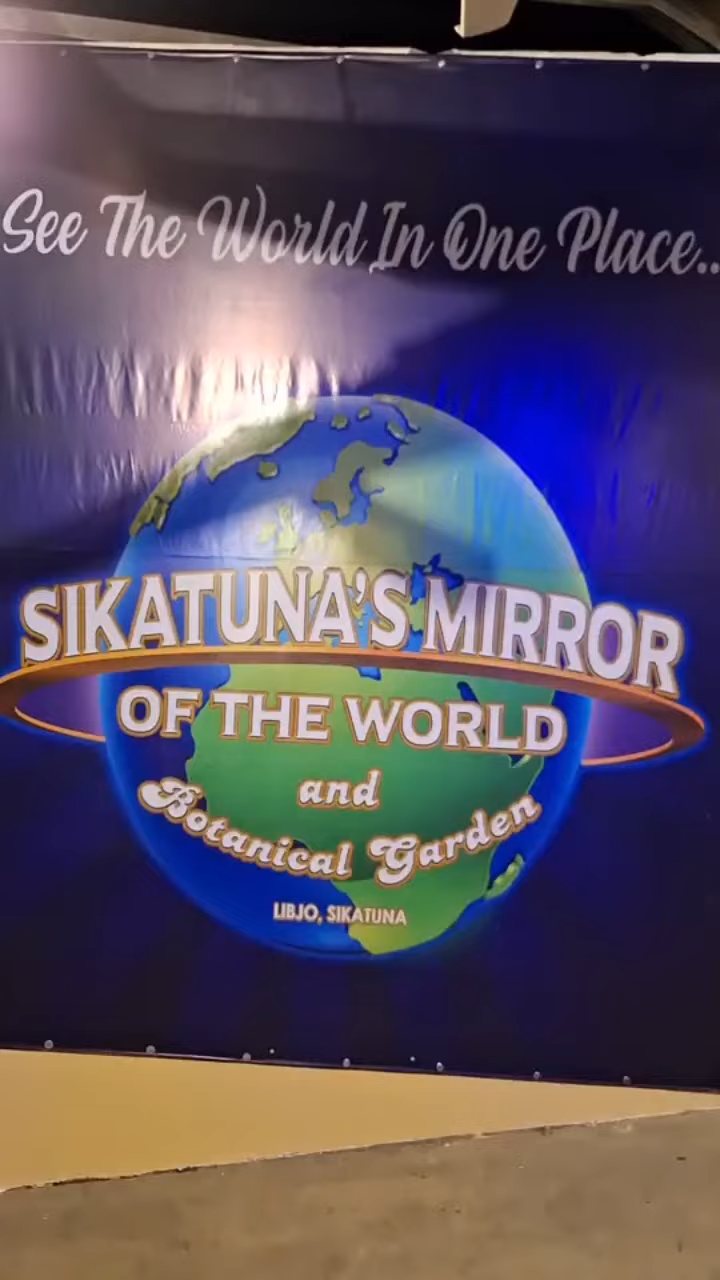 See The World In One Place..
SIKATUNA'S MIRROR
OF THE WORLD
and
Botanical Garden
LIBJO, SIKATUNA